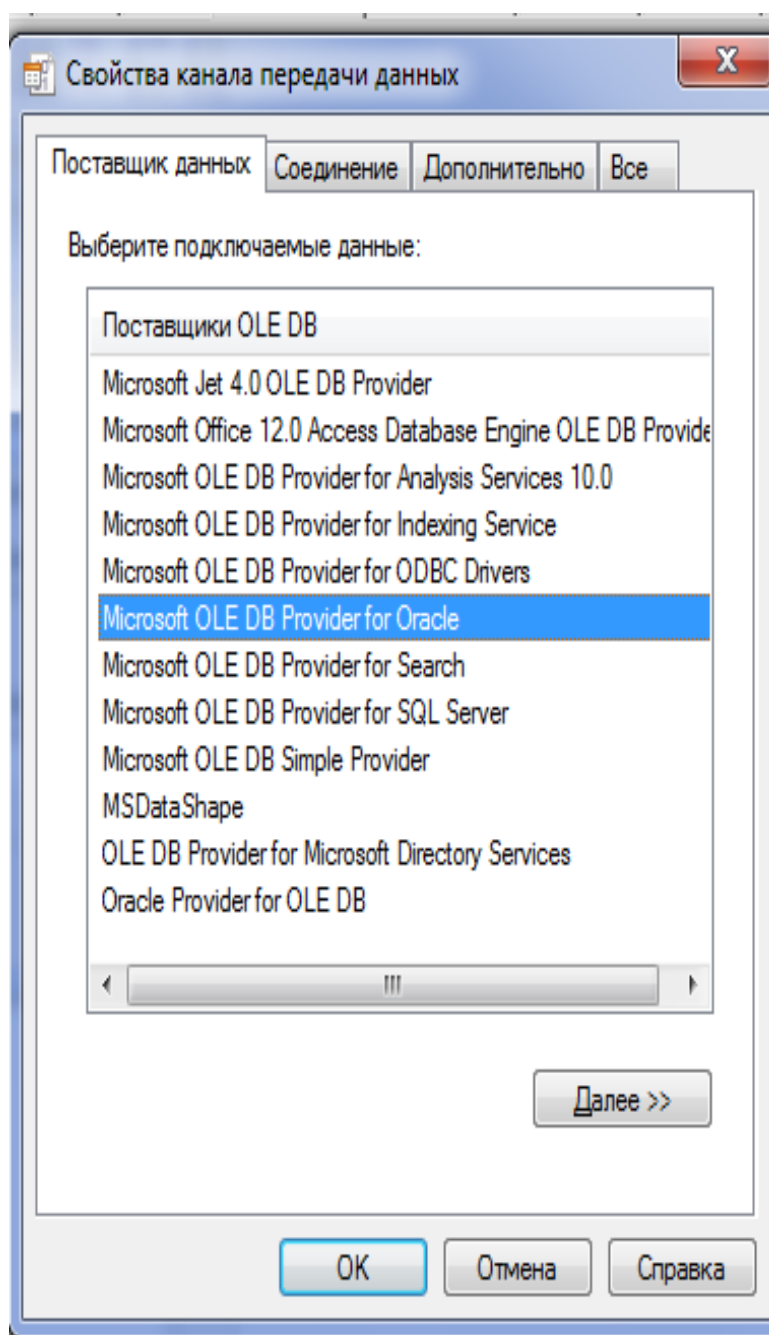 Свойства канала передачи данных
X
Поставщик данных Соединение Дополнительно Все
Выберите подключаемые данные:
Поставщики OLE DB
Microsoft Jet 4.0 OLE DB Provider
Microsoft Office 12.0 Access Database Engine OLE DB Provide
Microsoft OLE DB Provider for Analysis Services 10.0
Microsoft OLE DB Provider for Indexing Service
Microsoft OLE DB Provider for ODBC Drivers
Microsoft OLE DB Provider for Oracle
Microsoft OLE DB Provider for Search
Microsoft OLE DB Provider for SQL Server
Microsoft OLE DB Simple Provider
MSDataShape
OLE DB Provider for Microsoft Directory Services
Oracle Provider for OLE DB
Далее >>
OK Отмена Справка